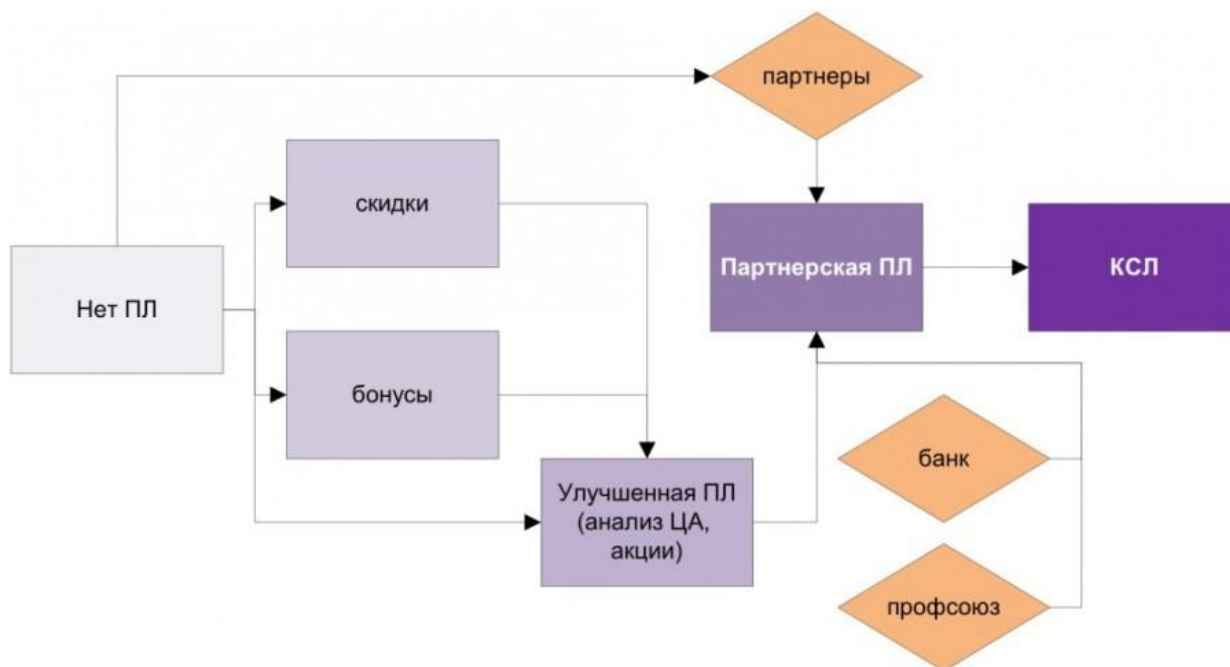 партнеры
скидки
Партнерская ПЛ
КСЛ
Нет ПЛ
бонусы
банк
Улучшенная ПЛ
(анализ ЦА,
акции)
профсоюз